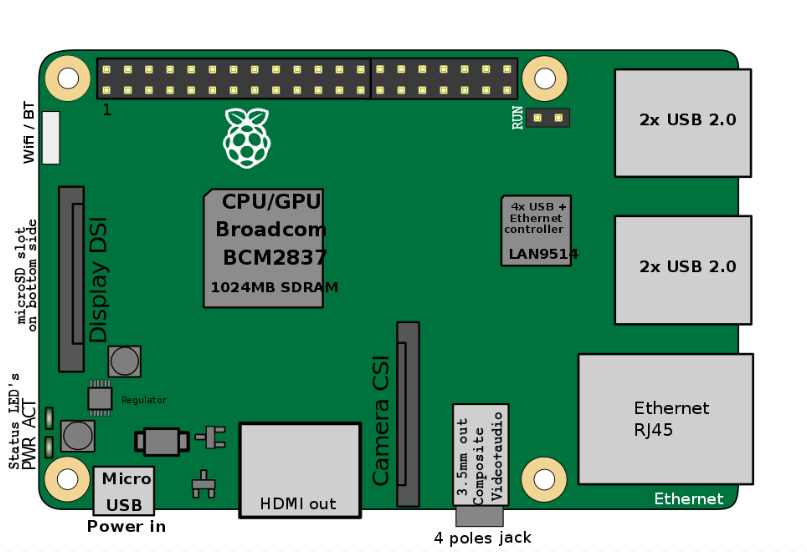 1
RUN
Wifi / BT
2x USB 2.0
CPU/GPU
Broadcom
BCM2837
1024MB SDRAM
4x USB +
Ethernet
controller
LAN9514
Display DSI
microSD slot
on bottom side
2x USB 2.0
Camera CSI
Regulator
Status LED's
PWR ACT
3.5mm out
Composite
Video+audio
Ethernet
RJ45
Micro
USB
HDMI out
Ethernet
Power in
4 poles jack